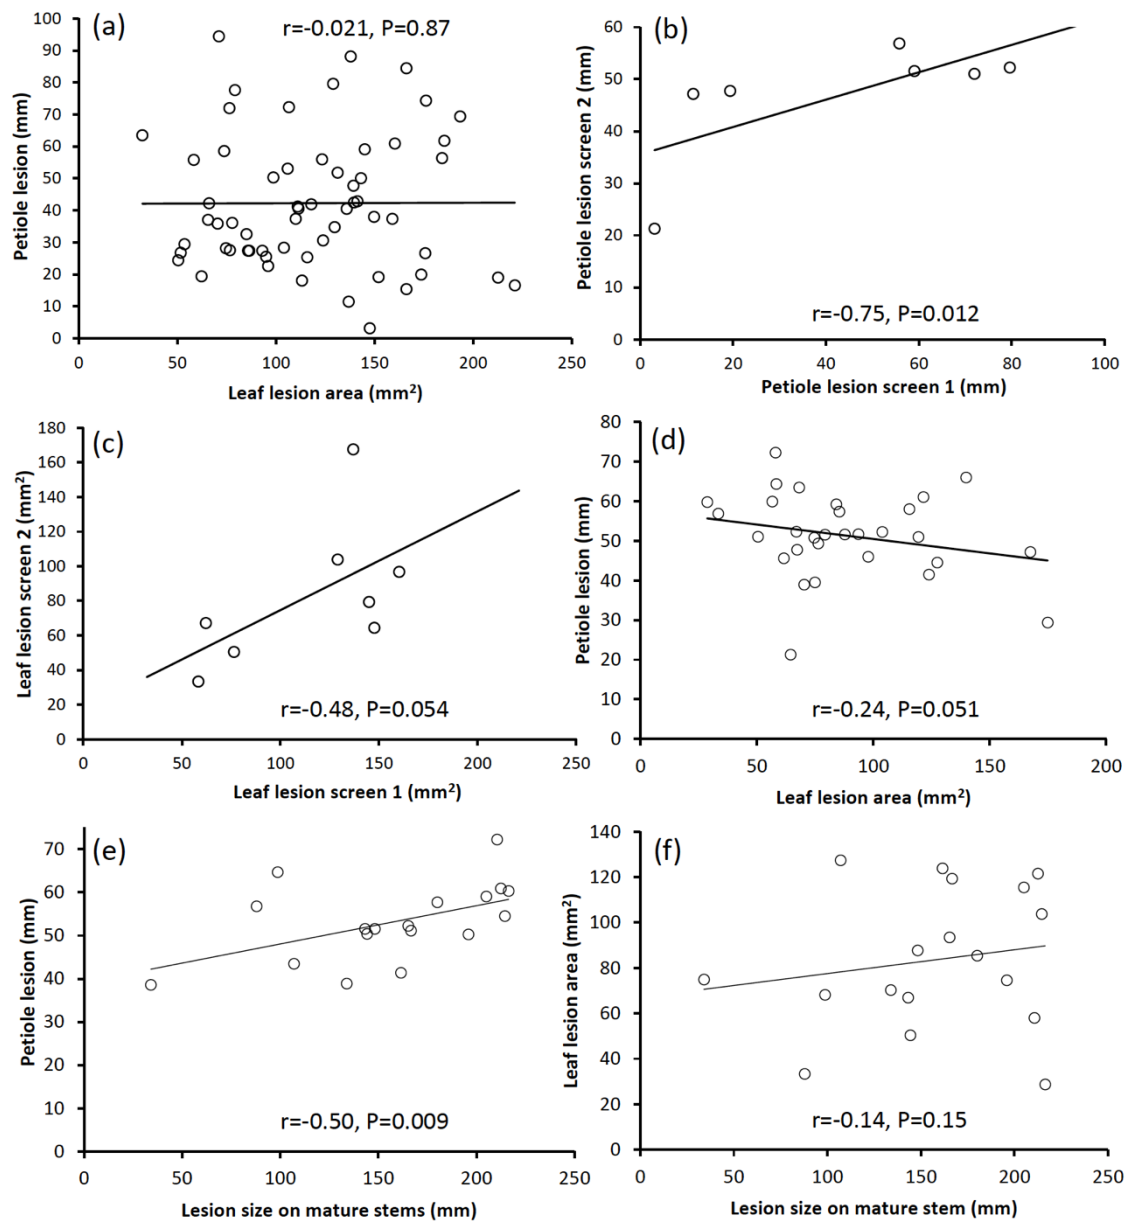 (a)
r=-0.021, P=0.87
Petiole lesion (mm)
100
90
80
70
60
50
40
30
20
10
0
0 50 100 150 200 250
Leaf lesion area (mm²)
(b)
Petiole lesion screen 2 (mm)
60
50
40
30
20
10
0
r=-0.75, P=0.012
0 20 40 60 80 100
Petiole lesion screen 1 (mm)
(c)
Leaf lesion screen 2 (mm²)
180
160
140
120
100
80
60
40
20
0
r=-0.48, P=0.054
0 50 100 150 200 250
Leaf lesion screen 1 (mm²)
(d)
Petiole lesion (mm)
80
70
60
50
40
30
20
10
0
r=-0.24, P=0.051
0 50 100 150 200
Leaf lesion area (mm²)
(e)
Petiole lesion (mm)
70
60
50
40
30
20
10
0
r=-0.50, P=0.009
0 50 100 150 200 250
Lesion size on mature stems (mm)
(f)
Leaf lesion area (mm²)
140
120
100
80
60
40
20
0
r=-0.14, P=0.15
0 50 100 150 200 250
Lesion size on mature stem (mm)